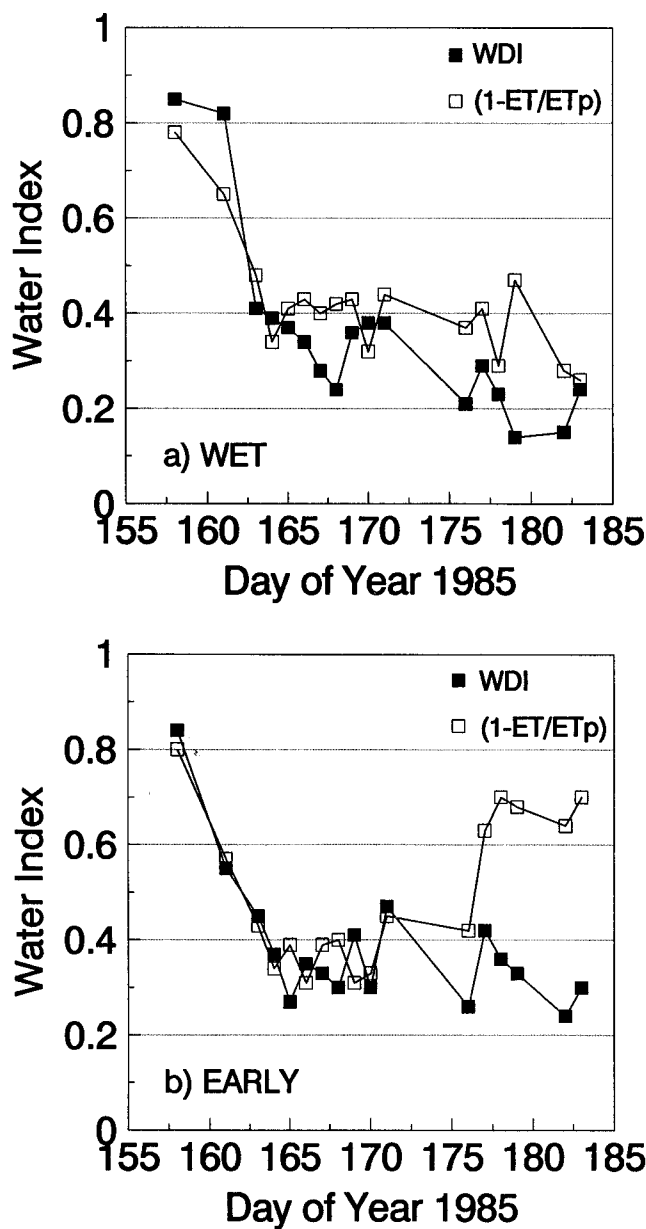 1
WDI
(1-ET/ETp)
0.8
0.6
0.4
0.2
0
Water Index
a) WET
155 160 165 170 175 180 185
Day of Year 1985
1
WDI
(1-ET/ETp)
0.8
0.6
0.4
0.2
0
Water Index
b) EARLY
155 160 165 170 175 180 185
Day of Year 1985